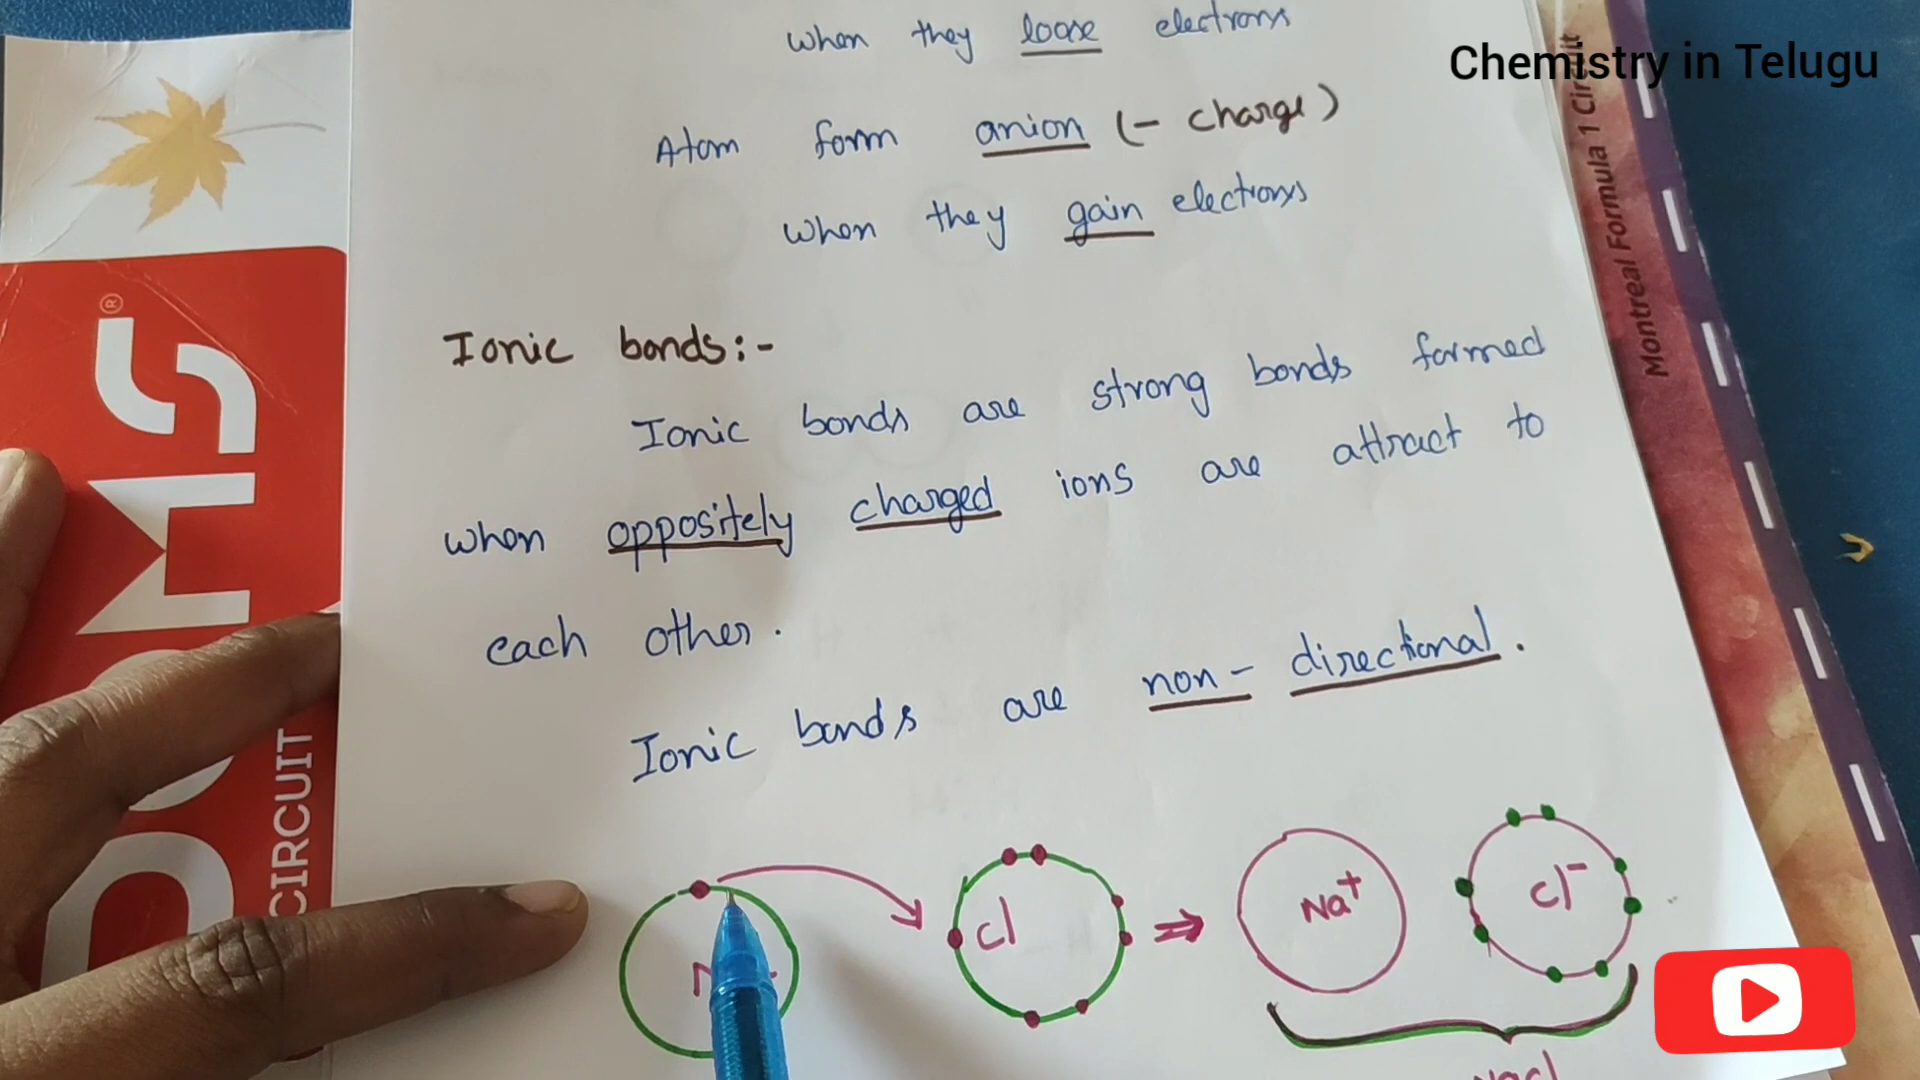 when they loose electrons
Chemistry in Telugu
Atom form anion (- charge)
when they gain electrons
Ionic bonds:-
Ionic bonds are strong bonds formed
when oppositely charged ions are attract to
each other.
Ionic bonds are non-directional.
Cl
⇒
Na⁺
Cl⁻
Nacl
CIRCUIT
Montreal Formula 1 Circuit